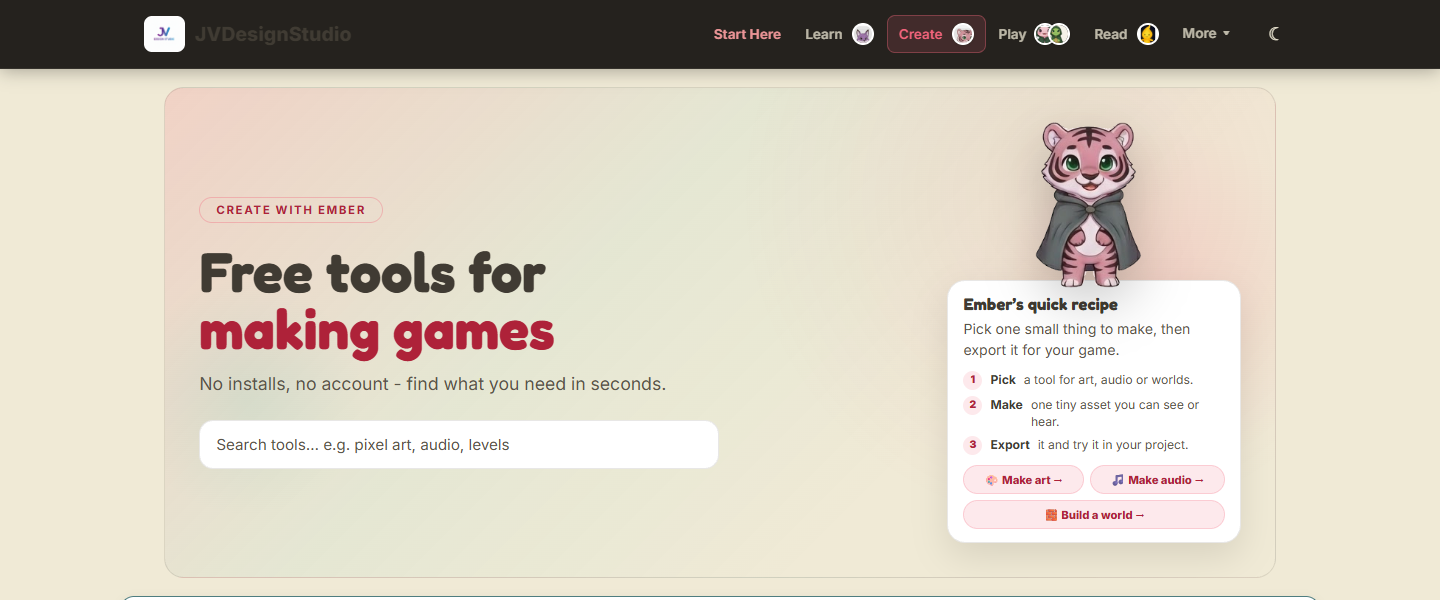 JV JVDesignStudio Start Here Learn Create Play Read More
CREATE WITH EMBER
Free tools for
making games
No installs, no account - find what you need in seconds.
Search tools... e.g. pixel art, audio, levels
Ember's quick recipe
Pick one small thing to make, then
export it for your game.
1 Pick a tool for art, audio or worlds.
2 Make one tiny asset you can see or
hear.
3 Export it and try it in your project.
Make art → Make audio →
Build a world →